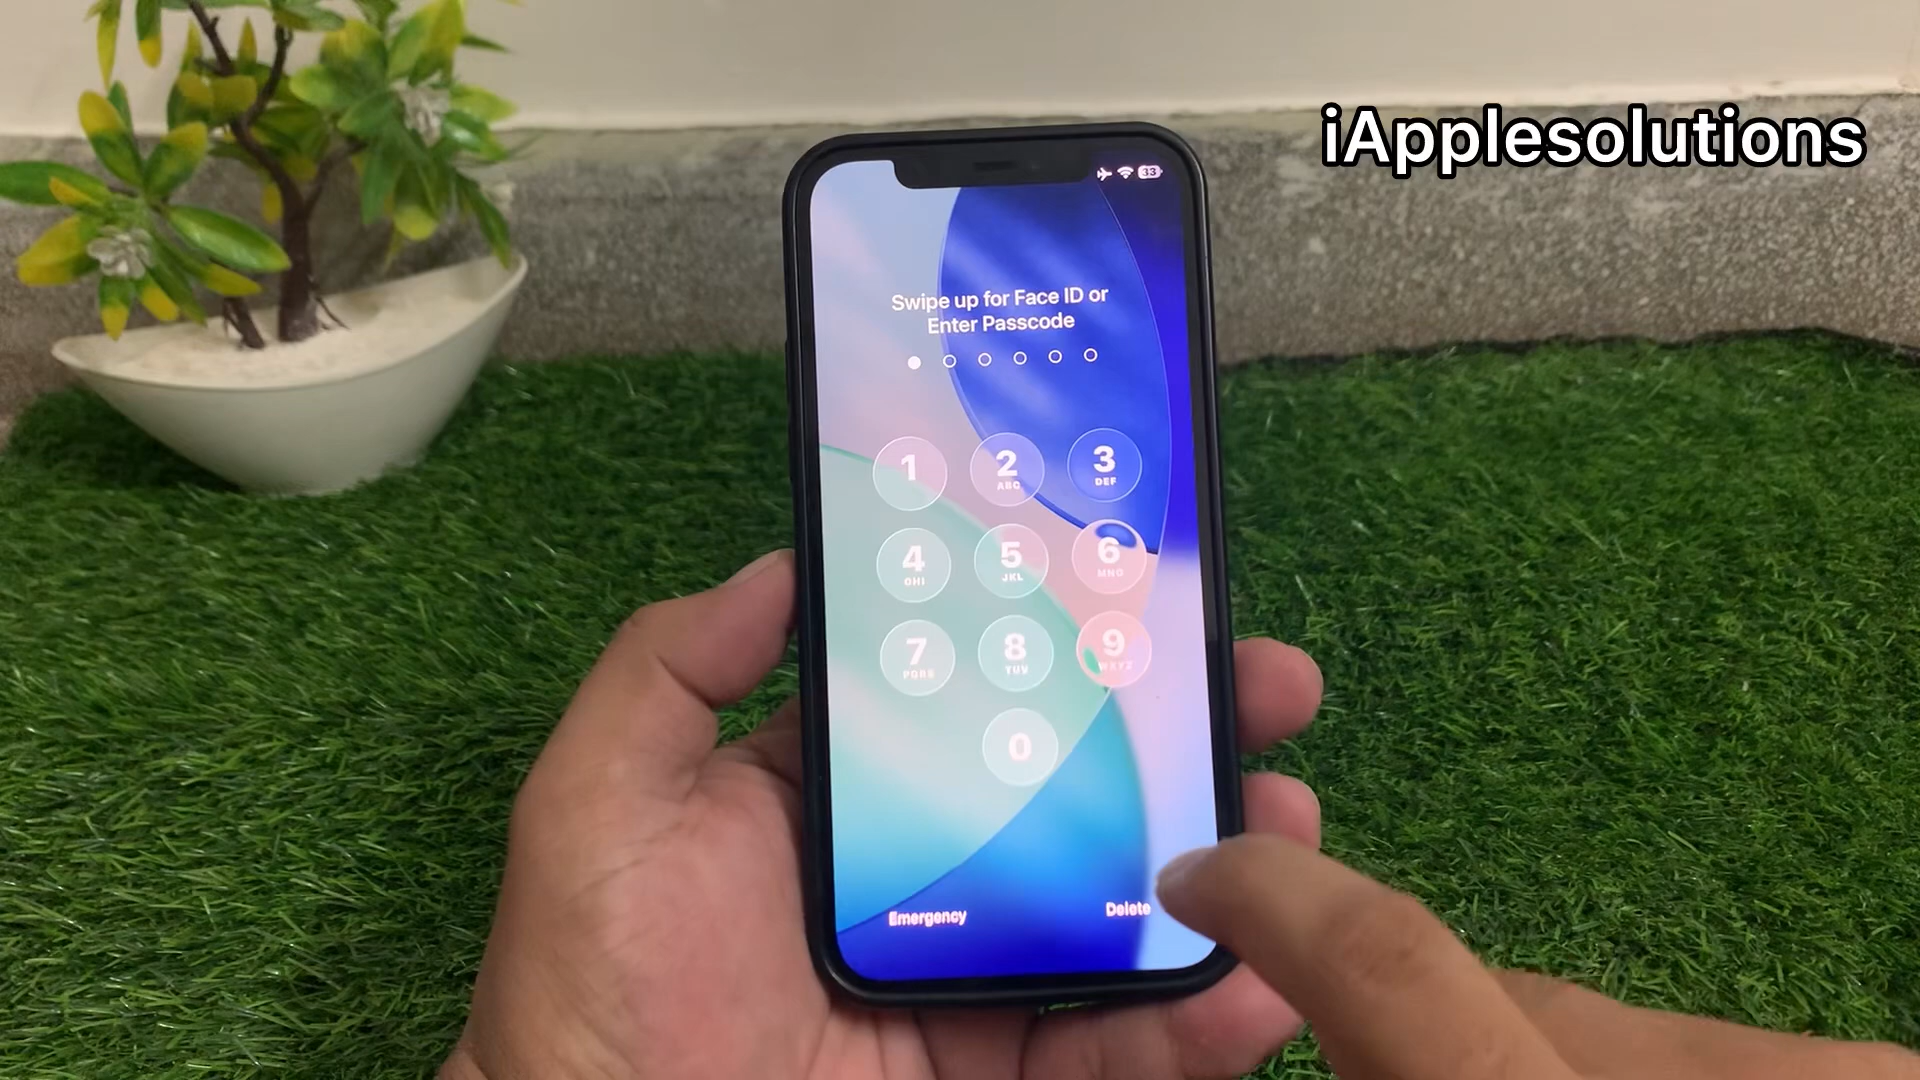 iApplesolutions
33
Swipe up for Face ID or
Enter Passcode
1
2
ABC
3
DEF
4
GHI
5
JKL
6
MNO
7
PQRS
8
TUV
9
WXYZ
0
Emergency
Delete